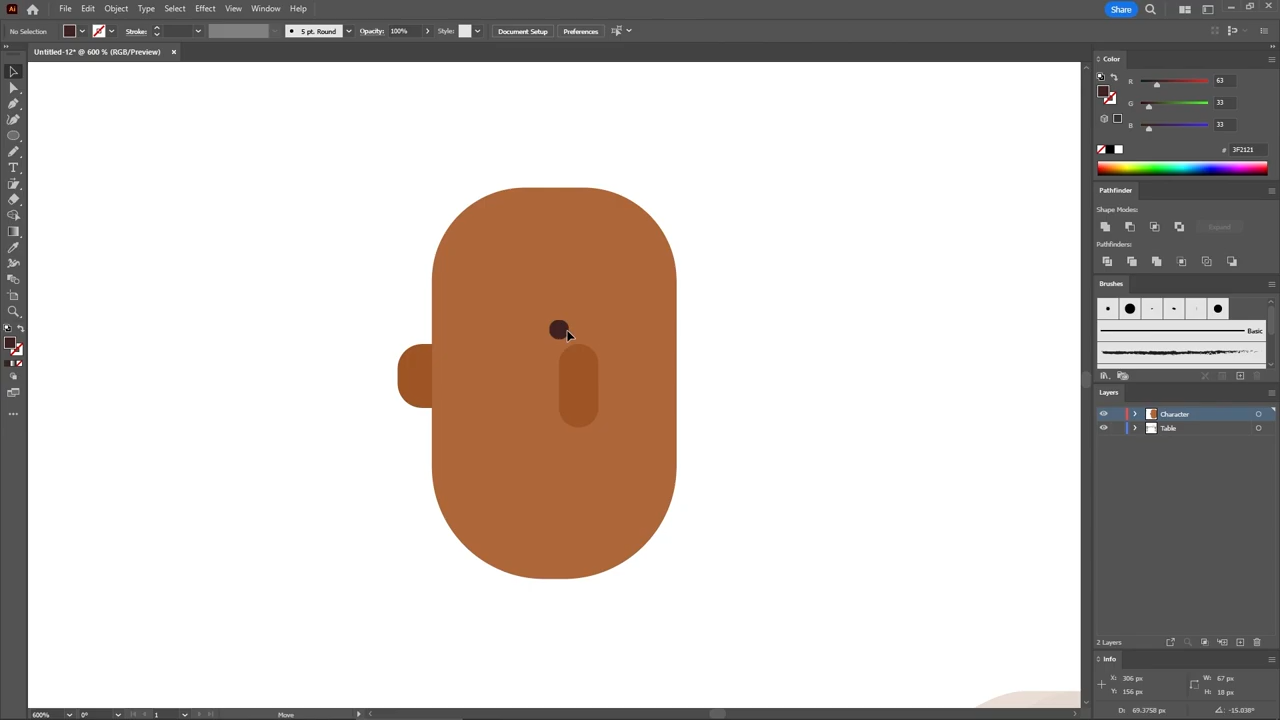 Ai File Edit Object Type Select Effect View Window Help Share
No Selection Stroke: 5 pt. Round Opacity: 100% Style: Document Setup Preferences
Untitled-12* @ 600 % (RGB/Preview) ×
Color
R 63
G 33
B 33
# 3F2121
Pathfinder
Shape Modes:
Expand
Pathfinders:
Brushes
Basic
Layers
Character
Table
2 Layers
Info
X: 306 px W: 67 px
Y: 156 px H: 18 px
D: 69.3758 px -15.038°
600% 0° 1 Move